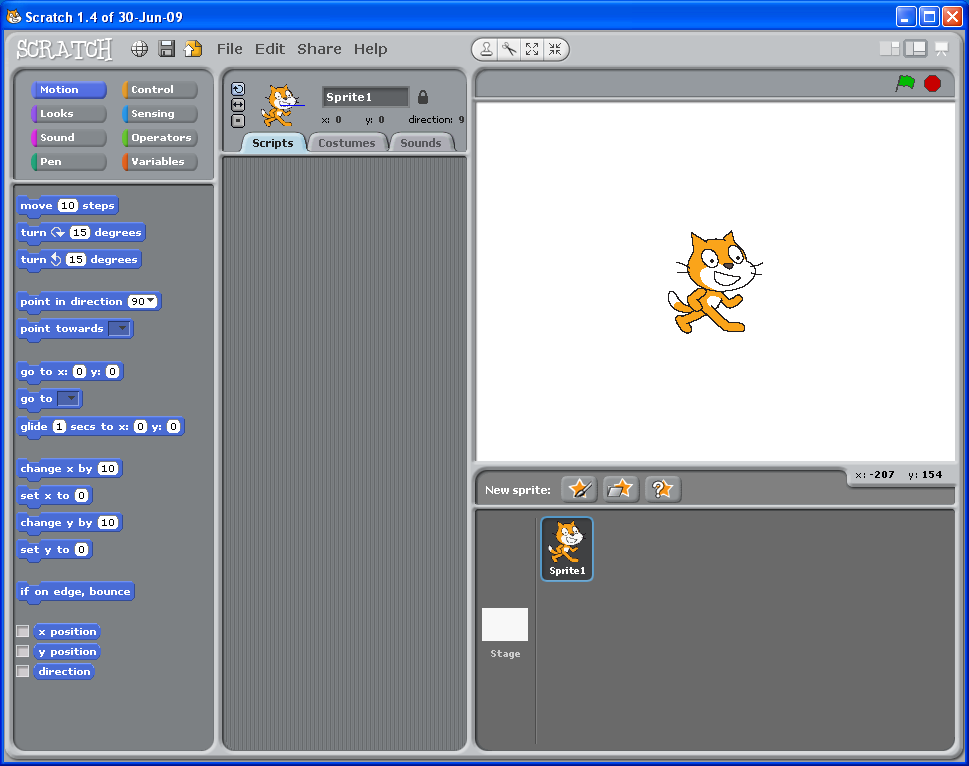 Scratch 1.4 of 30-Jun-09
SCRATCH File Edit Share Help
Motion Control
Looks Sensing
Sound Operators
Pen Variables
Sprite1
x: 0 y: 0 direction: 9
Scripts Costumes Sounds
move 10 steps
turn 15 degrees
turn 15 degrees
point in direction 90
point towards
go to x: 0 y: 0
go to
glide 1 secs to x: 0 y: 0
change x by 10
set x to 0
change y by 10
set y to 0
if on edge, bounce
x position
y position
direction
x: -207 y: 154
New sprite:
Sprite1
Stage